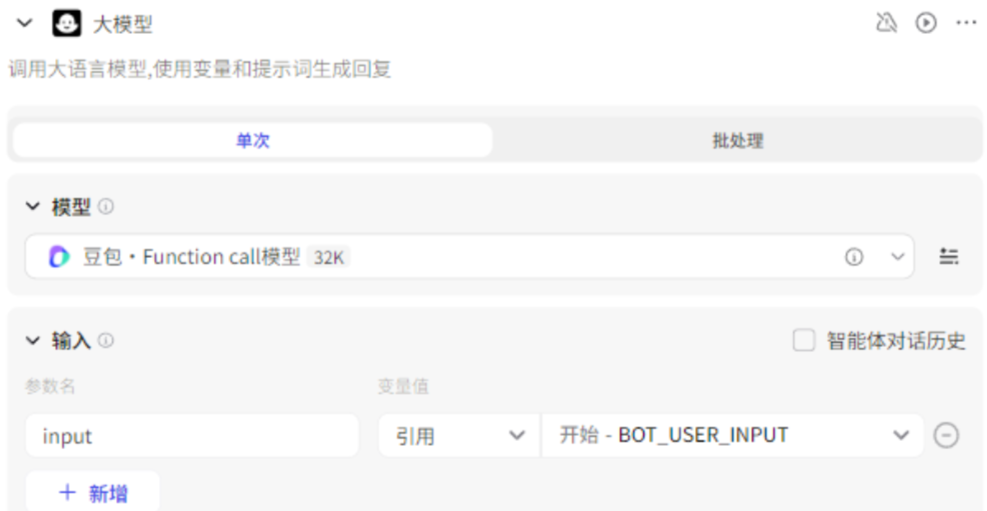 大模型
调用大语言模型,使用变量和提示词生成回复
单次 批处理
模型
豆包・Function call模型 32K
输入 智能体对话历史
参数名 变量值
input 引用 开始 - BOT_USER_INPUT
+ 新增